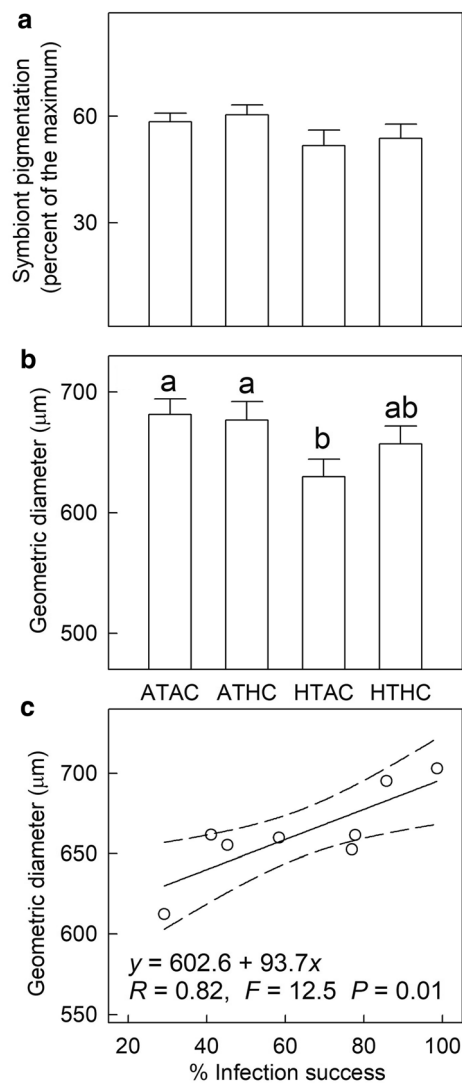 a
Symbiont pigmentation
(percent of the maximum)
60
30
b
Geometric diameter (μm)
700
600
500
a
a
b
ab
ATAC ATHC HTAC HTHC
c
Geometric diameter (μm)
700
650
600
550
y = 602.6 + 93.7x
R = 0.82, F = 12.5 P = 0.01
20 40 60 80 100
% Infection success